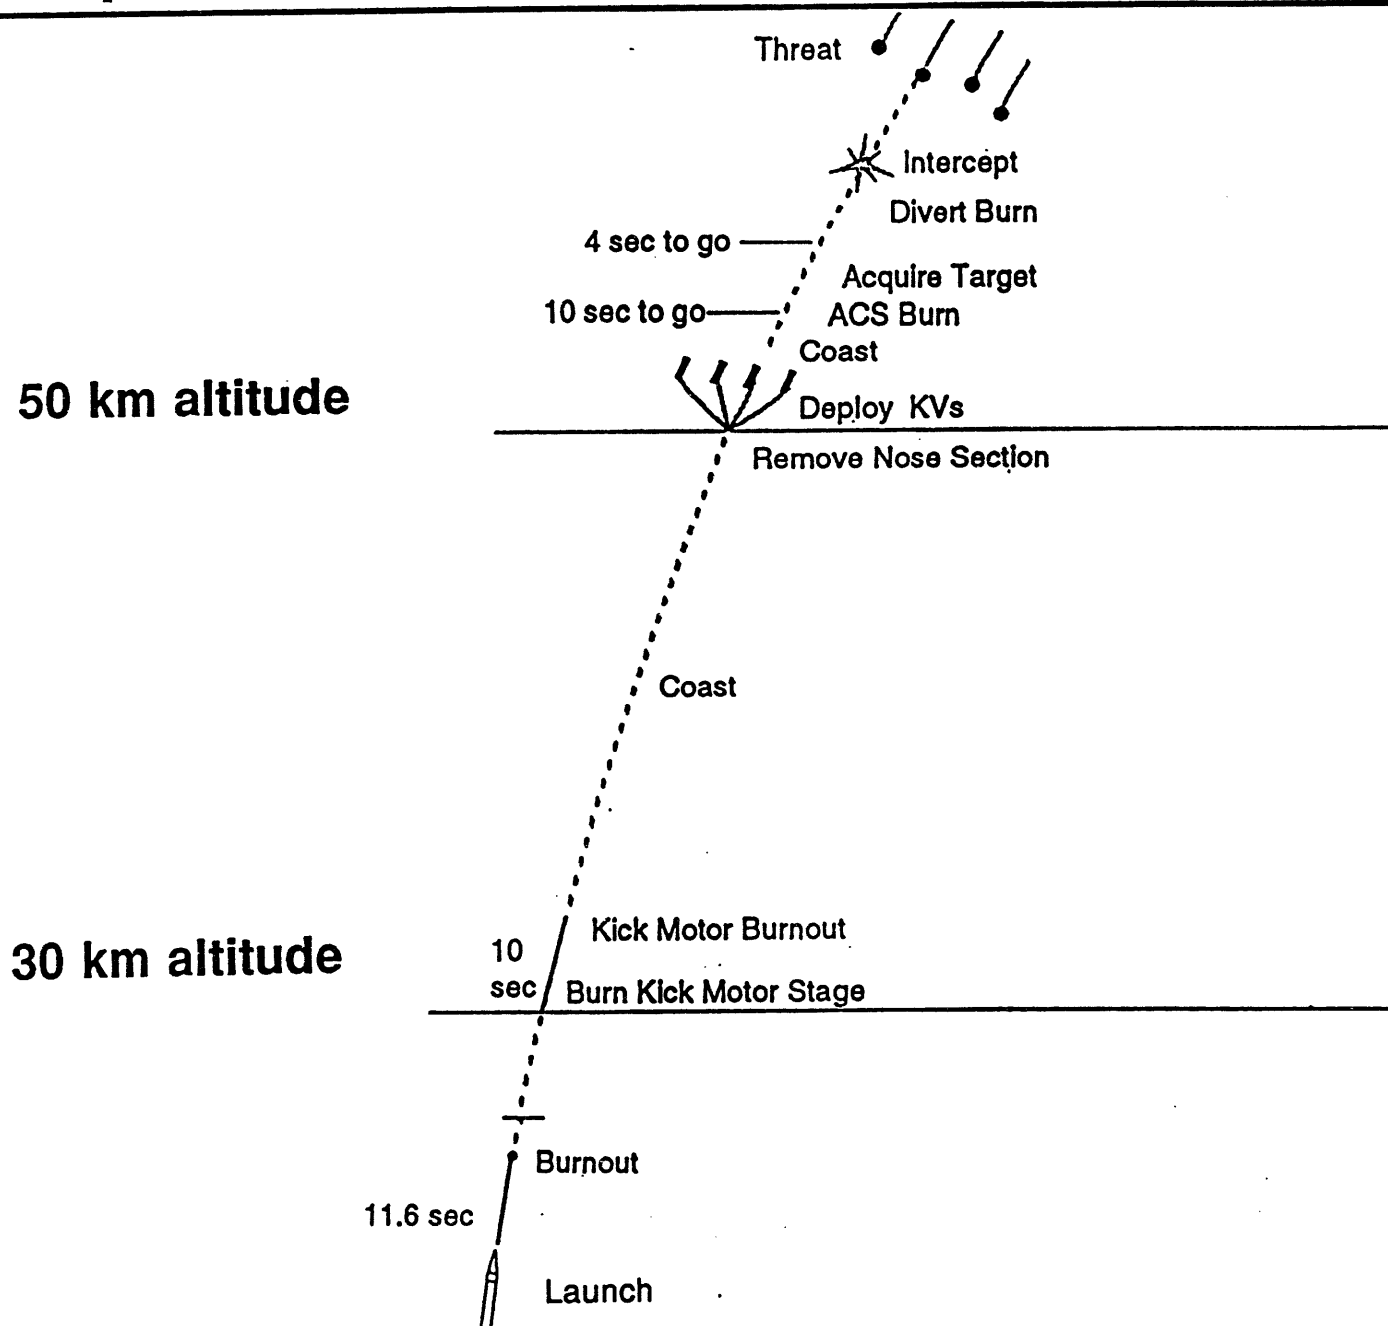 Threat
Intercept
Divert Burn
4 sec to go
Acquire Target
10 sec to go
ACS Burn
Coast
50 km altitude
Deploy KVs
Remove Nose Section
Coast
Kick Motor Burnout
30 km altitude
10
sec
Burn Kick Motor Stage
Burnout
11.6 sec
Launch